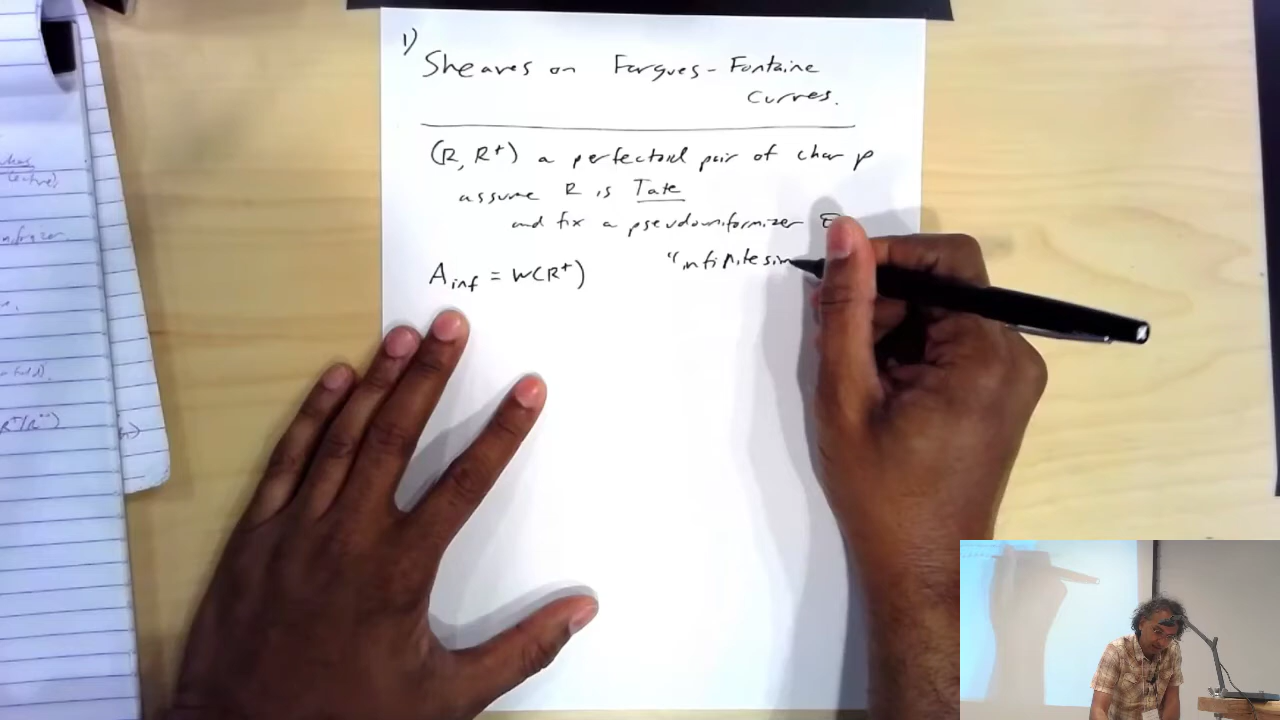 1)
Sheaves on Fargues-Fontaine
Curves.
(R, R⁺) a perfectoid pair of char p
assume R is Tate
and fix a pseudouniformizer
A_inf = W(R⁺) "infinitesim